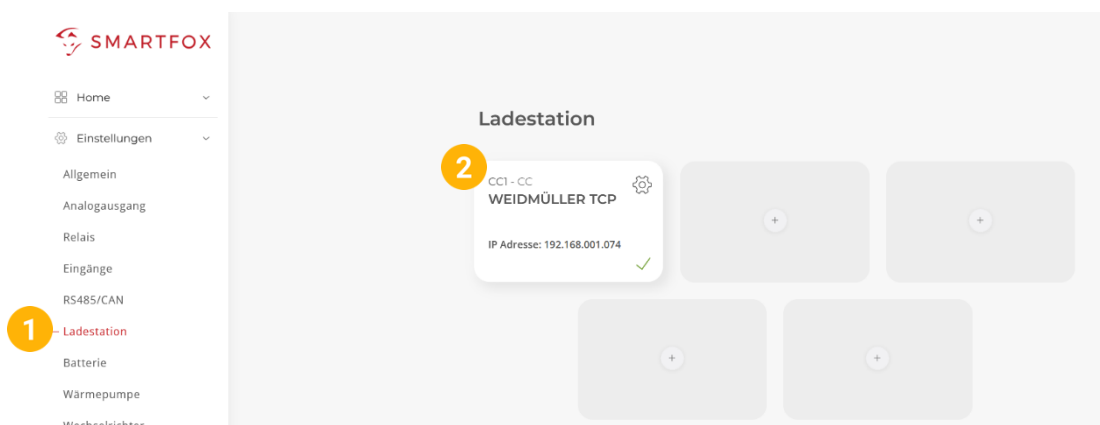 SMARTFOX
Home
Einstellungen
Allgemein
Analogausgang
Relais
Eingänge
RS485/CAN
1
Ladestation
Batterie
Wärmepumpe
Wechselrichter
Ladestation
2
CC1 - CC
WEIDMÜLLER TCP
IP Adresse: 192.168.001.074
+
+
+
+